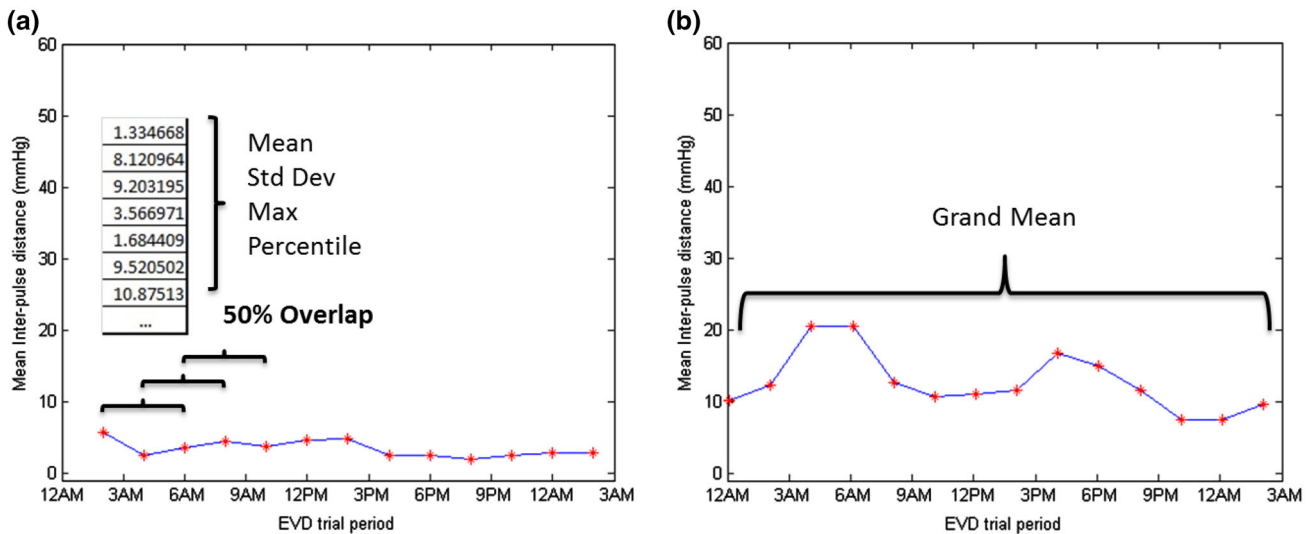 (a)
60
50
40
30
20
10
0
Mean Inter-pulse distance (mmHg)
1.334668
8.120964
9.203195
3.566971
1.684409
9.520502
10.87513
...
Mean
Std Dev
Max
Percentile
50% Overlap
12AM 3AM 6AM 9AM 12PM 3PM 6PM 9PM 12AM 3AM
EVD trial period
(b)
60
50
40
30
20
10
0
Mean Inter-pulse distance (mmHg)
Grand Mean
12AM 3AM 6AM 9AM 12PM 3PM 6PM 9PM 12AM 3AM
EVD trial period